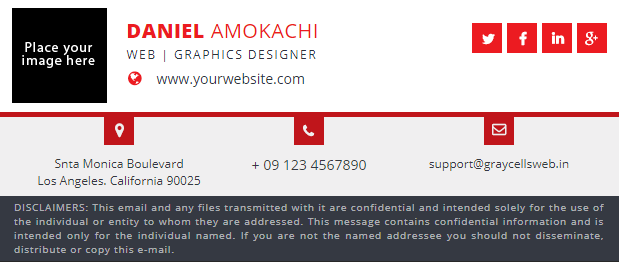 Place your
image here
DANIEL AMOKACHI
WEB | GRAPHICS DESIGNER
www.yourwebsite.com
Snta Monica Boulevard
Los Angeles. California 90025
+ 09 123 4567890
support@graycellsweb.in
DISCLAIMERS: This email and any files transmitted with it are confidential and intended solely for the use of
the individual or entity to whom they are addressed. This message contains confidential information and is
intended only for the individual named. If you are not the named addressee you should not disseminate,
distribute or copy this e-mail.